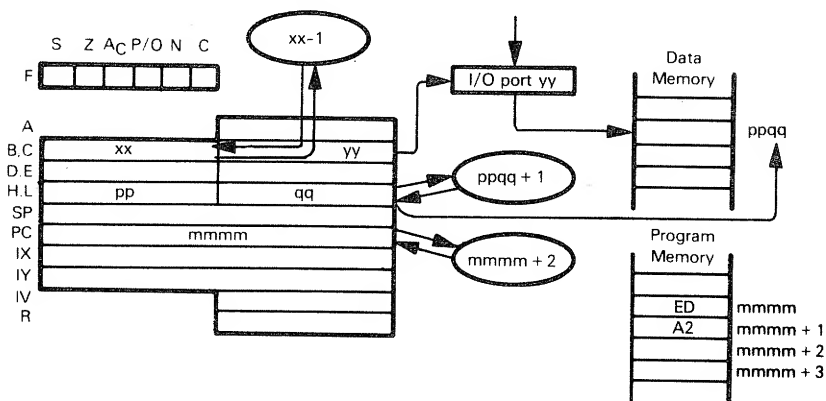 S Z AC P/O N C
F
xx-1
I/O port yy
Data
Memory
ppqq
A
B,C xx yy
D.E
H.L pp qq
ppqq + 1
SP
PC mmmm
mmmm + 2
IX
IY
IV
R
Program
Memory
ED mmmm
A2 mmmm + 1
mmmm + 2
mmmm + 3